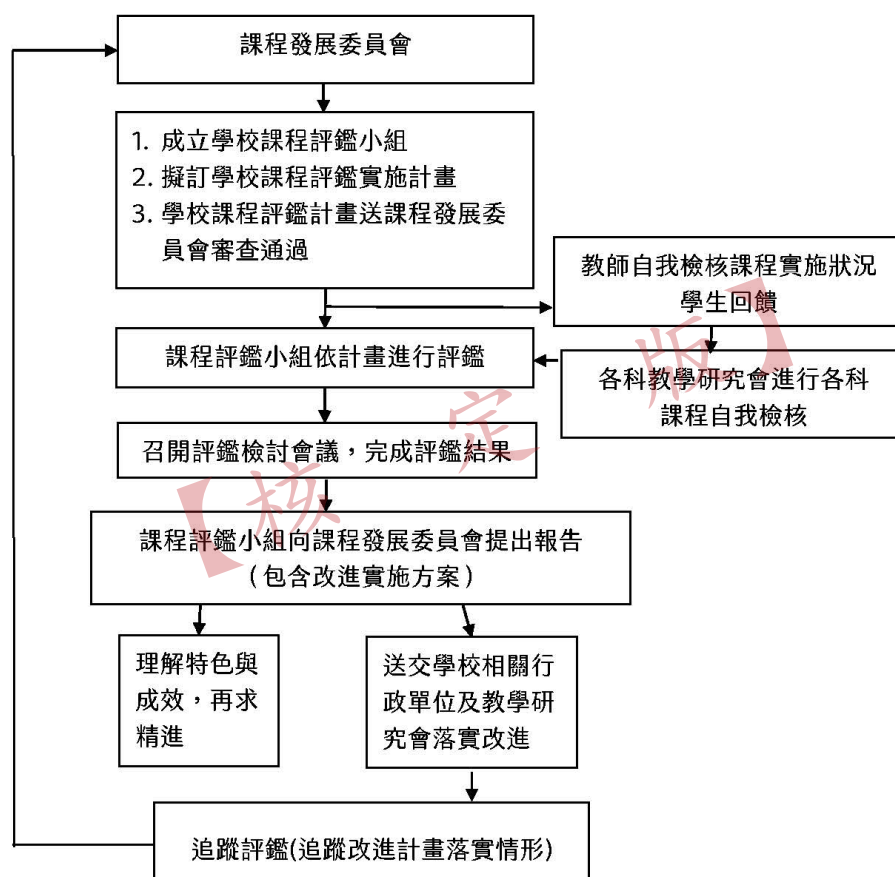 課程發展委員會
1. 成立學校課程評鑑小組
2. 擬訂學校課程評鑑實施計畫
3. 學校課程評鑑計畫送課程發展委
員會審查通過
教師自我檢核課程實施狀況
學生回饋
課程評鑑小組依計畫進行評鑑
各科教學研究會進行各科
課程自我檢核
召開評鑑檢討會議，完成評鑑結果
課程評鑑小組向課程發展委員會提出報告
（包含改進實施方案）
理解特色與
成效，再求
精進
送交學校相關行
政單位及教學研
究會落實改進
追蹤評鑑(追蹤改進計畫落實情形)
【核定版】